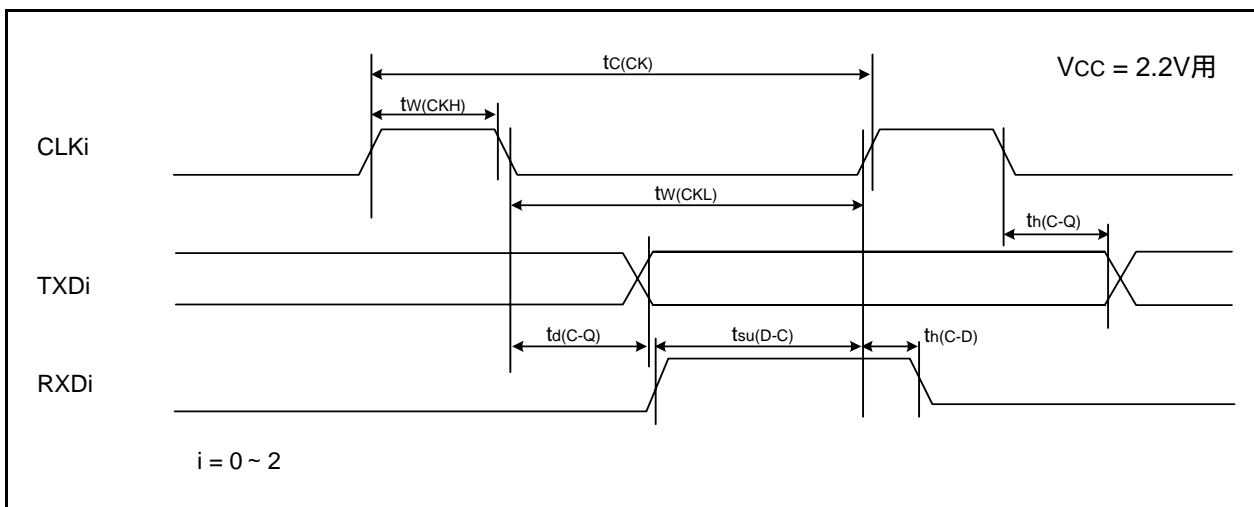 tC(CK)
VCC = 2.2V用
tW(CKH)
CLKi
tW(CKL)
th(C-Q)
TXDi
td(C-Q)
tsu(D-C)
th(C-D)
RXDi
i = 0 ~ 2